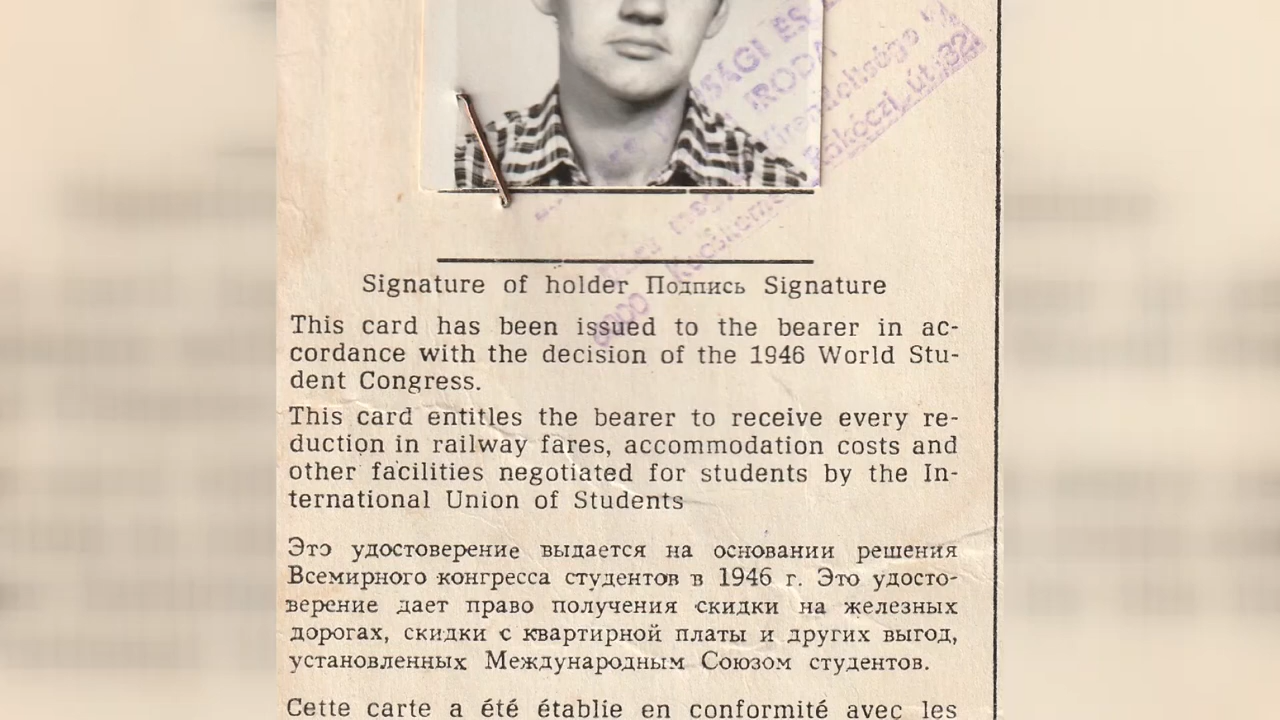 IRODA
Rákóczi út 32
Signature of holder Подпись Signature
This card has been issued to the bearer in ac-
cordance with the decision of the 1946 World Stu-
dent Congress.
This card entitles the bearer to receive every re-
duction in railway fares, accommodation costs and
other facilities negotiated for students by the In-
ternational Union of Students
Это удостоверение выдается на основании решения
Всемирного конгресса студентов в 1946 г. Это удосто-
верение дает право получения скидки на железных
дорогах, скидки с квартирной платы и других выгод,
установленных Международным Союзом студентов.
Cette carte a été établie en conformité avec les